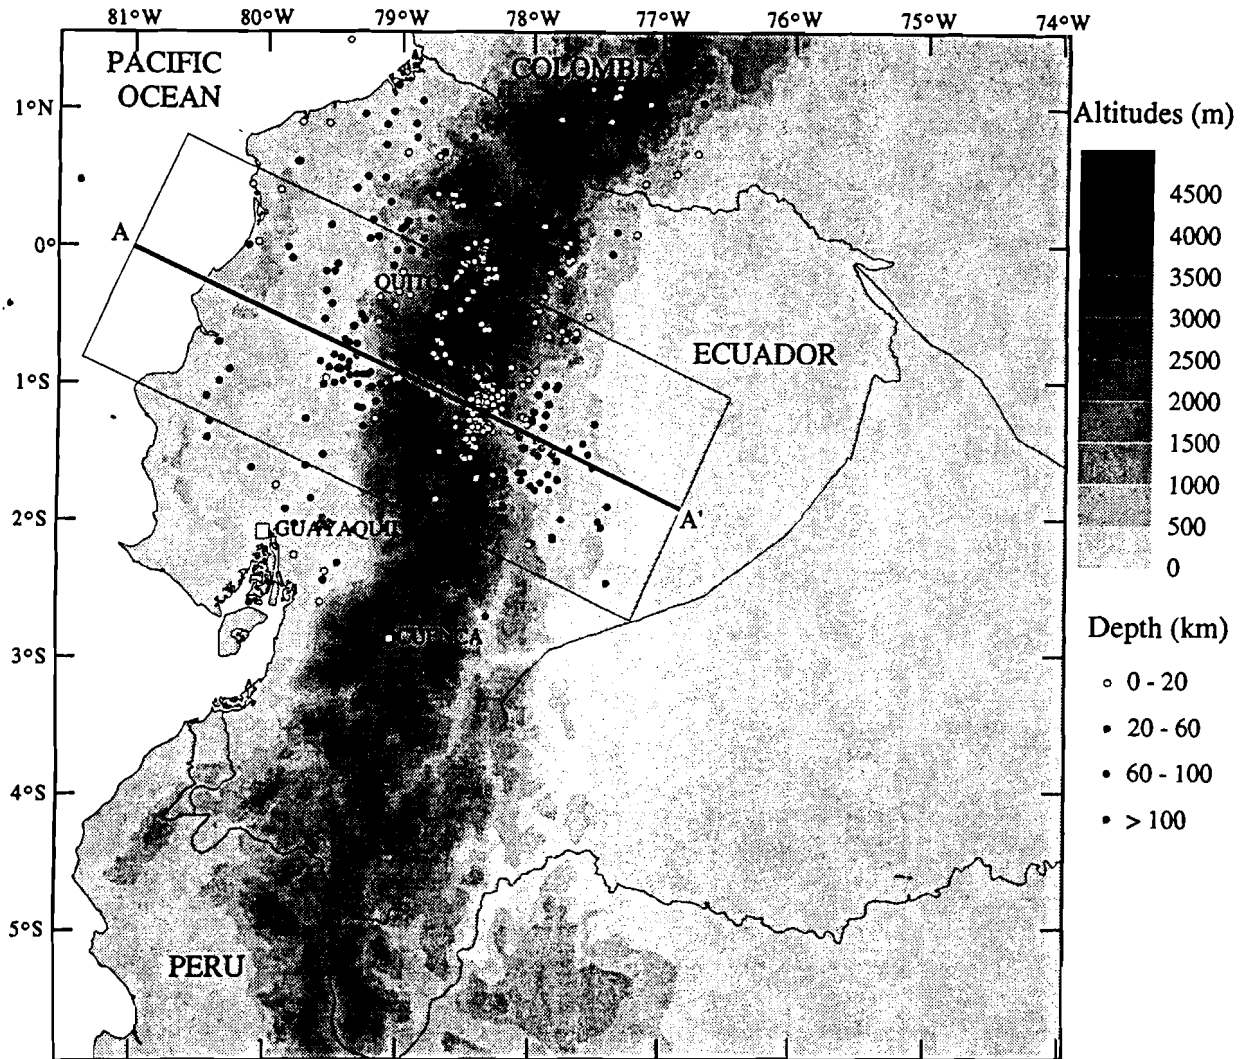 81°W 80°W 79°W 78°W 77°W 76°W 75°W 74°W
PACIFIC
OCEAN
COLOMBIA
1°N
Altitudes (m)
4500
4000
3500
3000
2500
2000
1500
1000
500
0
A
0°
QUITO
ECUADOR
1°S
A'
2°S
GUAYAQUIL
CUENCA
3°S
Depth (km)
0 - 20
20 - 60
60 - 100
> 100
4°S
5°S
PERU